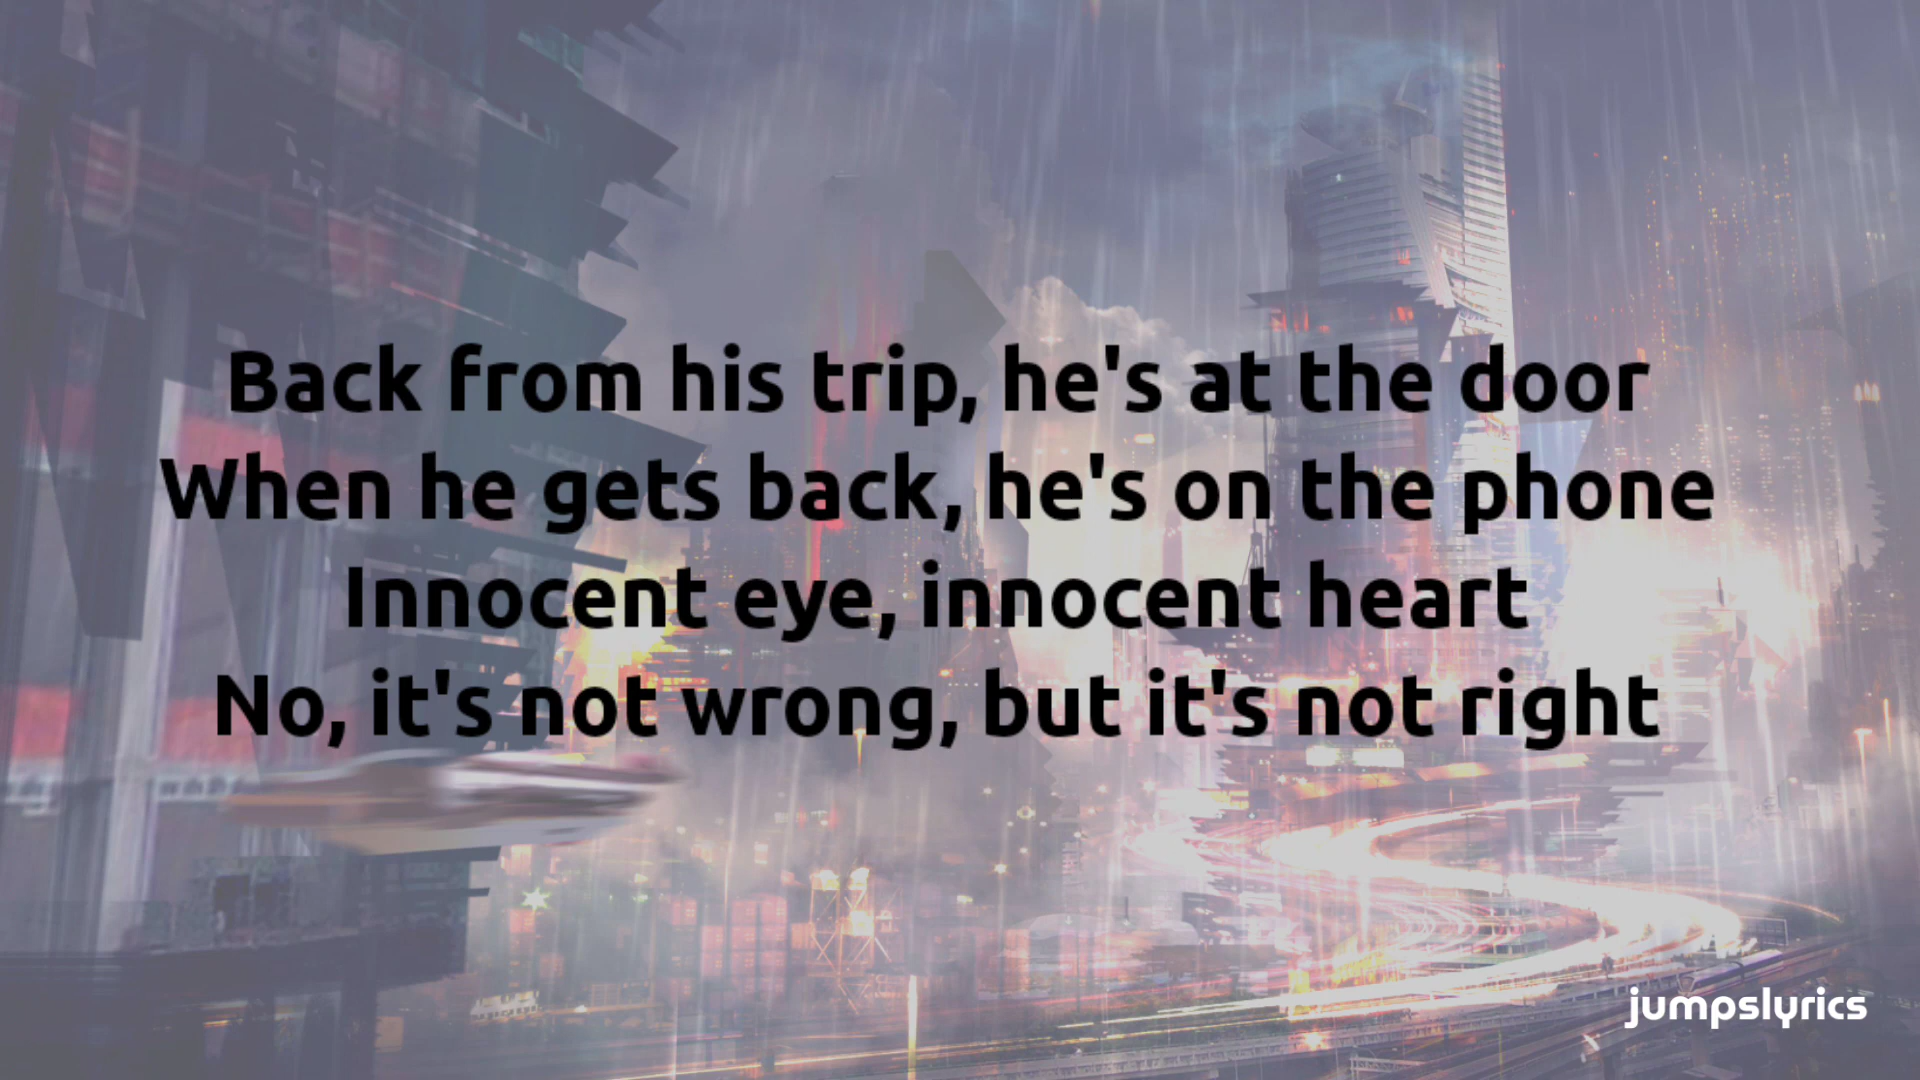 Back from his trip, he's at the door
When he gets back, he's on the phone
Innocent eye, innocent heart
No, it's not wrong, but it's not right
jumpslyrics